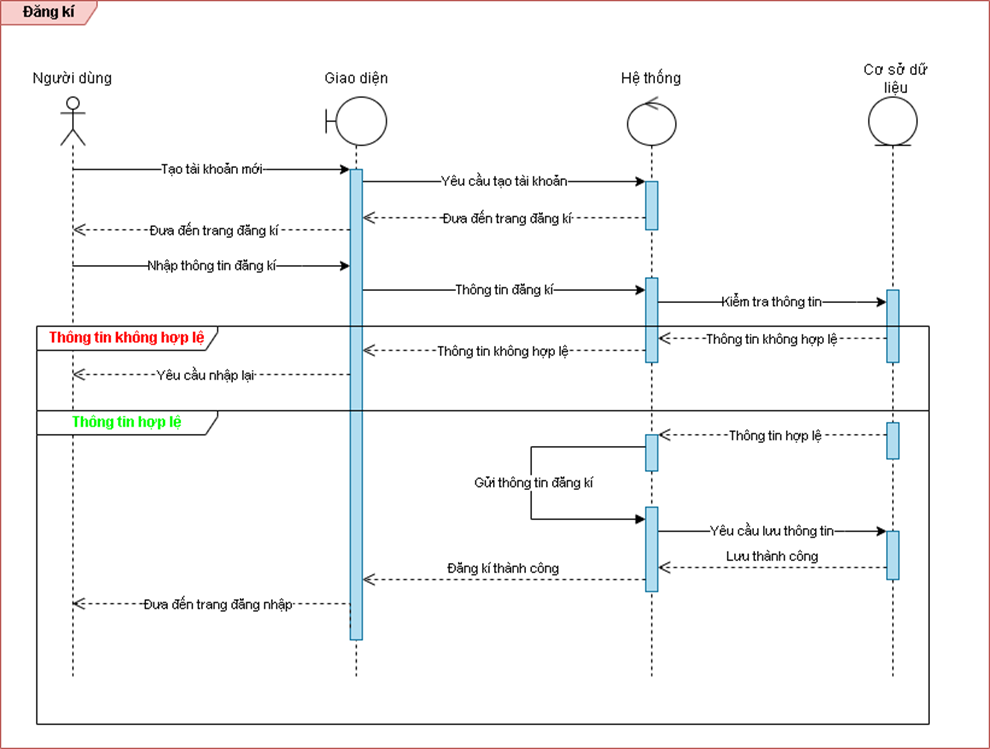 Đăng kí
Người dùng
Giao diện
Hệ thống
Cơ sở dữ
liệu
Tạo tài khoản mới
Yêu cầu tạo tài khoản
Đưa đến trang đăng kí
Đưa đến trang đăng kí
Nhập thông tin đăng kí
Thông tin đăng kí
Kiểm tra thông tin
Thông tin không hợp lệ
Thông tin không hợp lệ
Thông tin không hợp lệ
Yêu cầu nhập lại
Thông tin hợp lệ
Thông tin hợp lệ
Gửi thông tin đăng kí
Yêu cầu lưu thông tin
Lưu thành công
Đăng kí thành công
Đưa đến trang đăng nhập